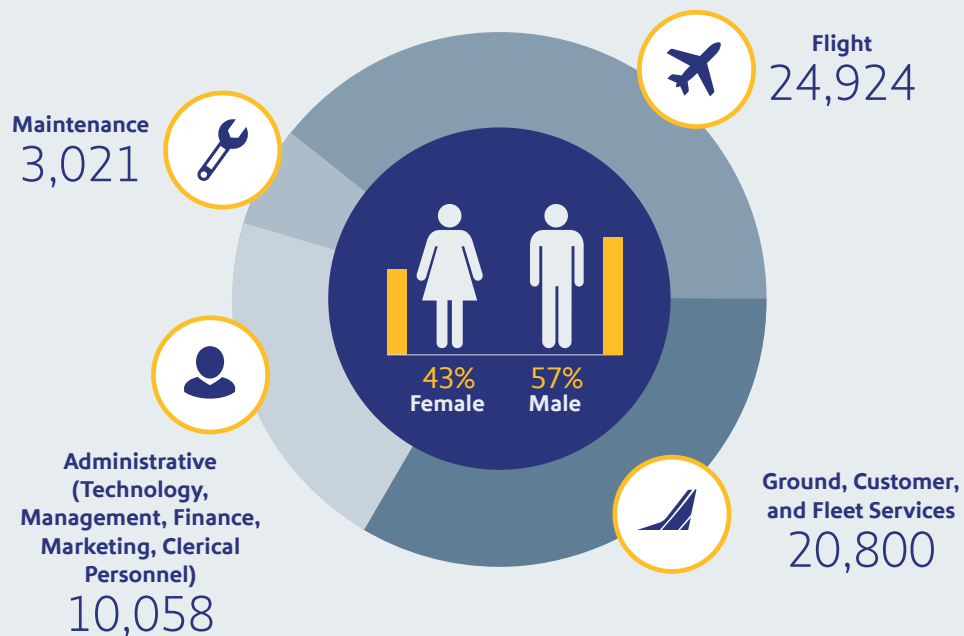 Flight
24,924
Maintenance
3,021
43%
Female
57%
Male
Administrative
(Technology,
Management, Finance,
Marketing, Clerical
Personnel)
10,058
Ground, Customer,
and Fleet Services
20,800